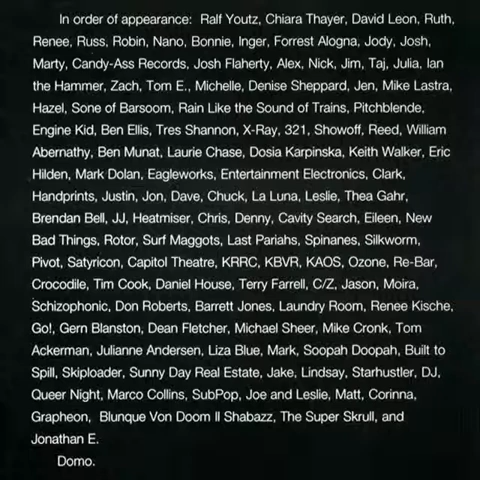 In order of appearance: Ralf Youtz, Chiara Thayer, David Leon, Ruth,
Renee, Russ, Robin, Nano, Bonnie, Inger, Forrest Alogna, Jody, Josh,
Marty, Candy-Ass Records, Josh Flaherty, Alex, Nick, Jim, Taj, Julia, Ian
the Hammer, Zach, Tom E., Michelle, Denise Sheppard, Jen, Mike Lastra,
Hazel, Sone of Barsoom, Rain Like the Sound of Trains, Pitchblende,
Engine Kid, Ben Ellis, Tres Shannon, X-Ray, 321, Showoff, Reed, William
Abernathy, Ben Munat, Laurie Chase, Dosia Karpinska, Keith Walker, Eric
Hilden, Mark Dolan, Eagleworks, Entertainment Electronics, Clark,
Handprints, Justin, Jon, Dave, Chuck, La Luna, Leslie, Thea Gahr,
Brendan Bell, JJ, Heatmiser, Chris, Denny, Cavity Search, Eileen, New
Bad Things, Rotor, Surf Maggots, Last Pariahs, Spinanes, Silkworm,
Pivot, Satyricon, Capitol Theatre, KRRC, KBVR, KAOS, Ozone, Re-Bar,
Crocodile, Tim Cook, Daniel House, Terry Farrell, C/Z, Jason, Moira,
Schizophonic, Don Roberts, Barrett Jones, Laundry Room, Renee Kische,
Go!, Gern Blanston, Dean Fletcher, Michael Sheer, Mike Cronk, Tom
Ackerman, Julianne Andersen, Liza Blue, Mark, Soopah Doopah, Built to
Spill, Skiploader, Sunny Day Real Estate, Jake, Lindsay, Starhustler, DJ,
Queer Night, Marco Collins, SubPop, Joe and Leslie, Matt, Corinna,
Grapheon, Blunque Von Doom II Shabazz, The Super Skrull, and
Jonathan E.
Domo.